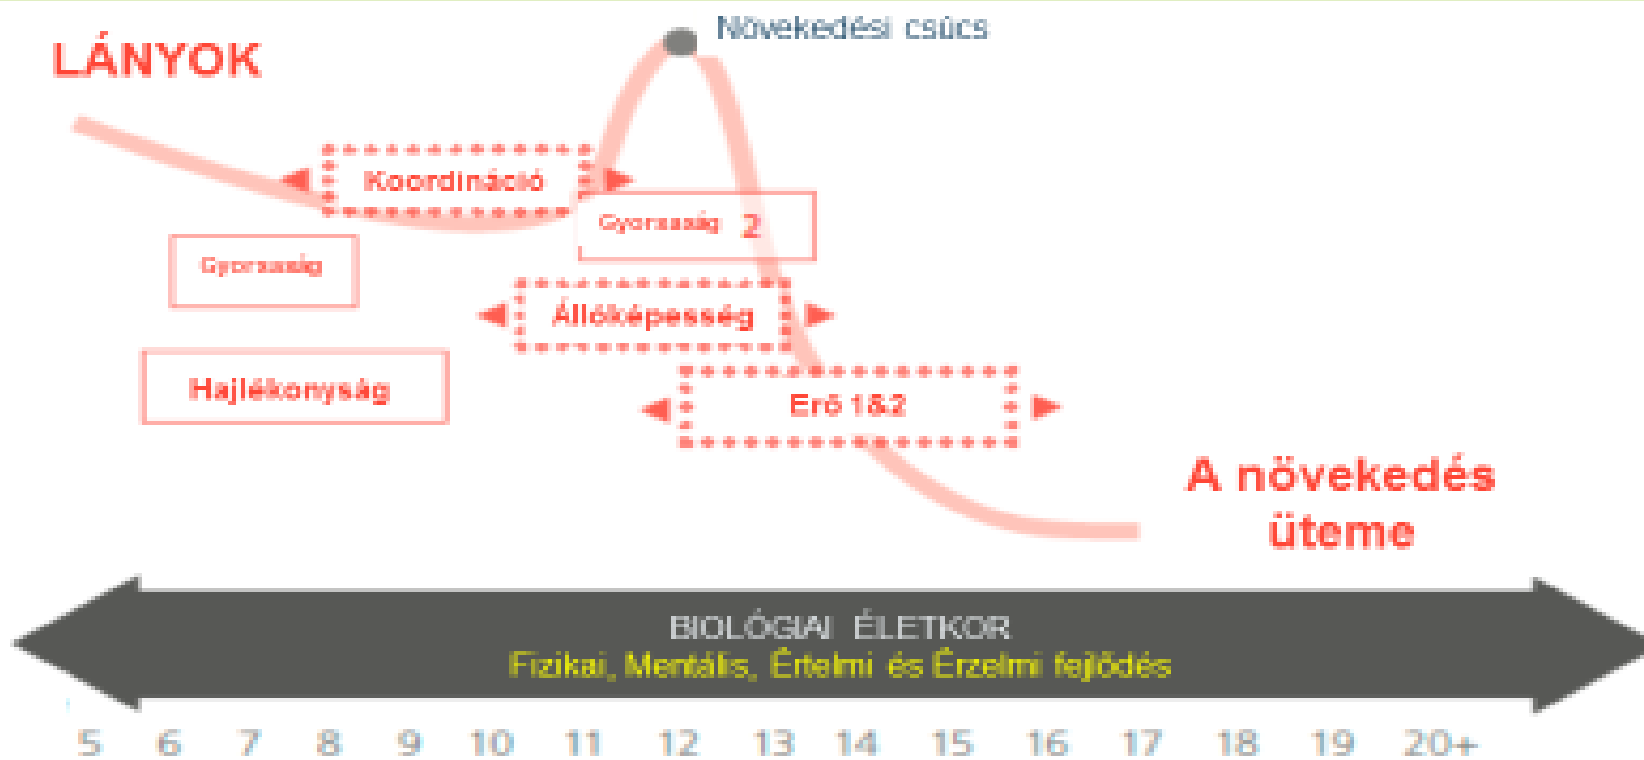 Növekedési csúcs
LÁNYOK
Koordináció
Gyorsaság 2
Gyorsaság
Állóképesség
Hajlékonyság
Erő 1&2
A növekedés
üteme
BIOLÓGIAI ÉLETKOR
Fizikai, Mentális, Értelmi és Érzelmi fejlődés
5 6 7 8 9 10 11 12 13 14 15 16 17 18 19 20+